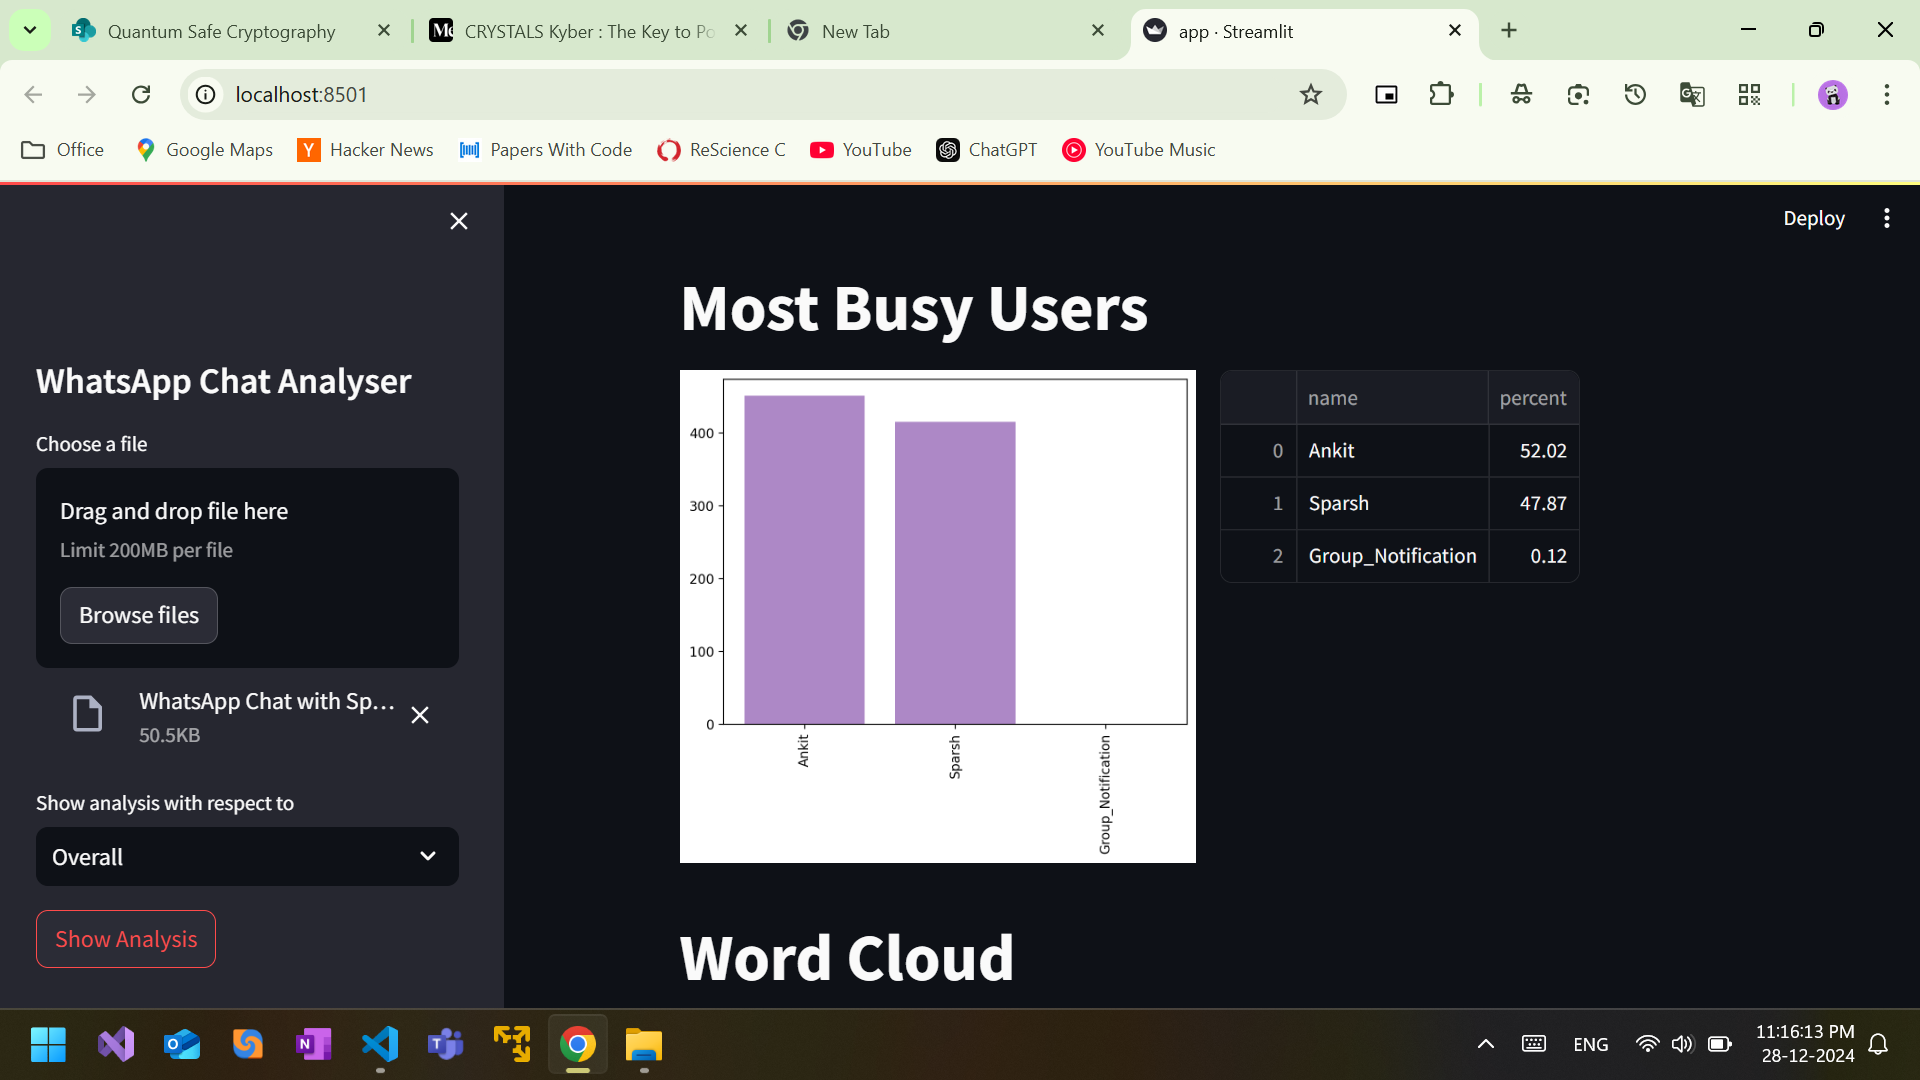 Quantum Safe Cryptography
CRYSTALS Kyber : The Key to Po
New Tab
app · Streamlit
localhost:8501
Office
Google Maps
Hacker News
Papers With Code
ReScience C
YouTube
ChatGPT
YouTube Music
Deploy
WhatsApp Chat Analyser
Choose a file
Drag and drop file here
Limit 200MB per file
Browse files
WhatsApp Chat with Sp...
50.5KB
Show analysis with respect to
Overall
Show Analysis
Most Busy Users
400
300
200
100
0
Ankit
Sparsh
Group_Notification
name percent
0 Ankit 52.02
1 Sparsh 47.87
2 Group_Notification 0.12
Word Cloud
ENG
11:16:13 PM
28-12-2024